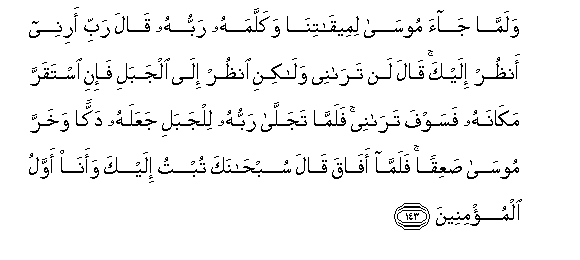 وَلَمَّا جَآءَ مُوسَىٰ لِمِيقَٰتِنَا وَكَلَّمَهُۥ رَبُّهُۥ قَالَ رَبِّ أَرِنِىٓ
أَنظُرْ إِلَيْكَ ۚ قَالَ لَن تَرَىٰنِى وَلَٰكِنِ ٱنظُرْ إِلَى ٱلْجَبَلِ فَإِنِ ٱسْتَقَرَّ
مَكَانَهُۥ فَسَوْفَ تَرَىٰنِى ۚ فَلَمَّا تَجَلَّىٰ رَبُّهُۥ لِلْجَبَلِ جَعَلَهُۥ دَكًّا وَخَرَّ
مُوسَىٰ صَعِقًا ۚ فَلَمَّآ أَفَاقَ قَالَ سُبْحَٰنَكَ تُبْتُ إِلَيْكَ وَأَنَا۠ أَوَّلُ
ٱلْمُؤْمِنِينَ ١٤٣